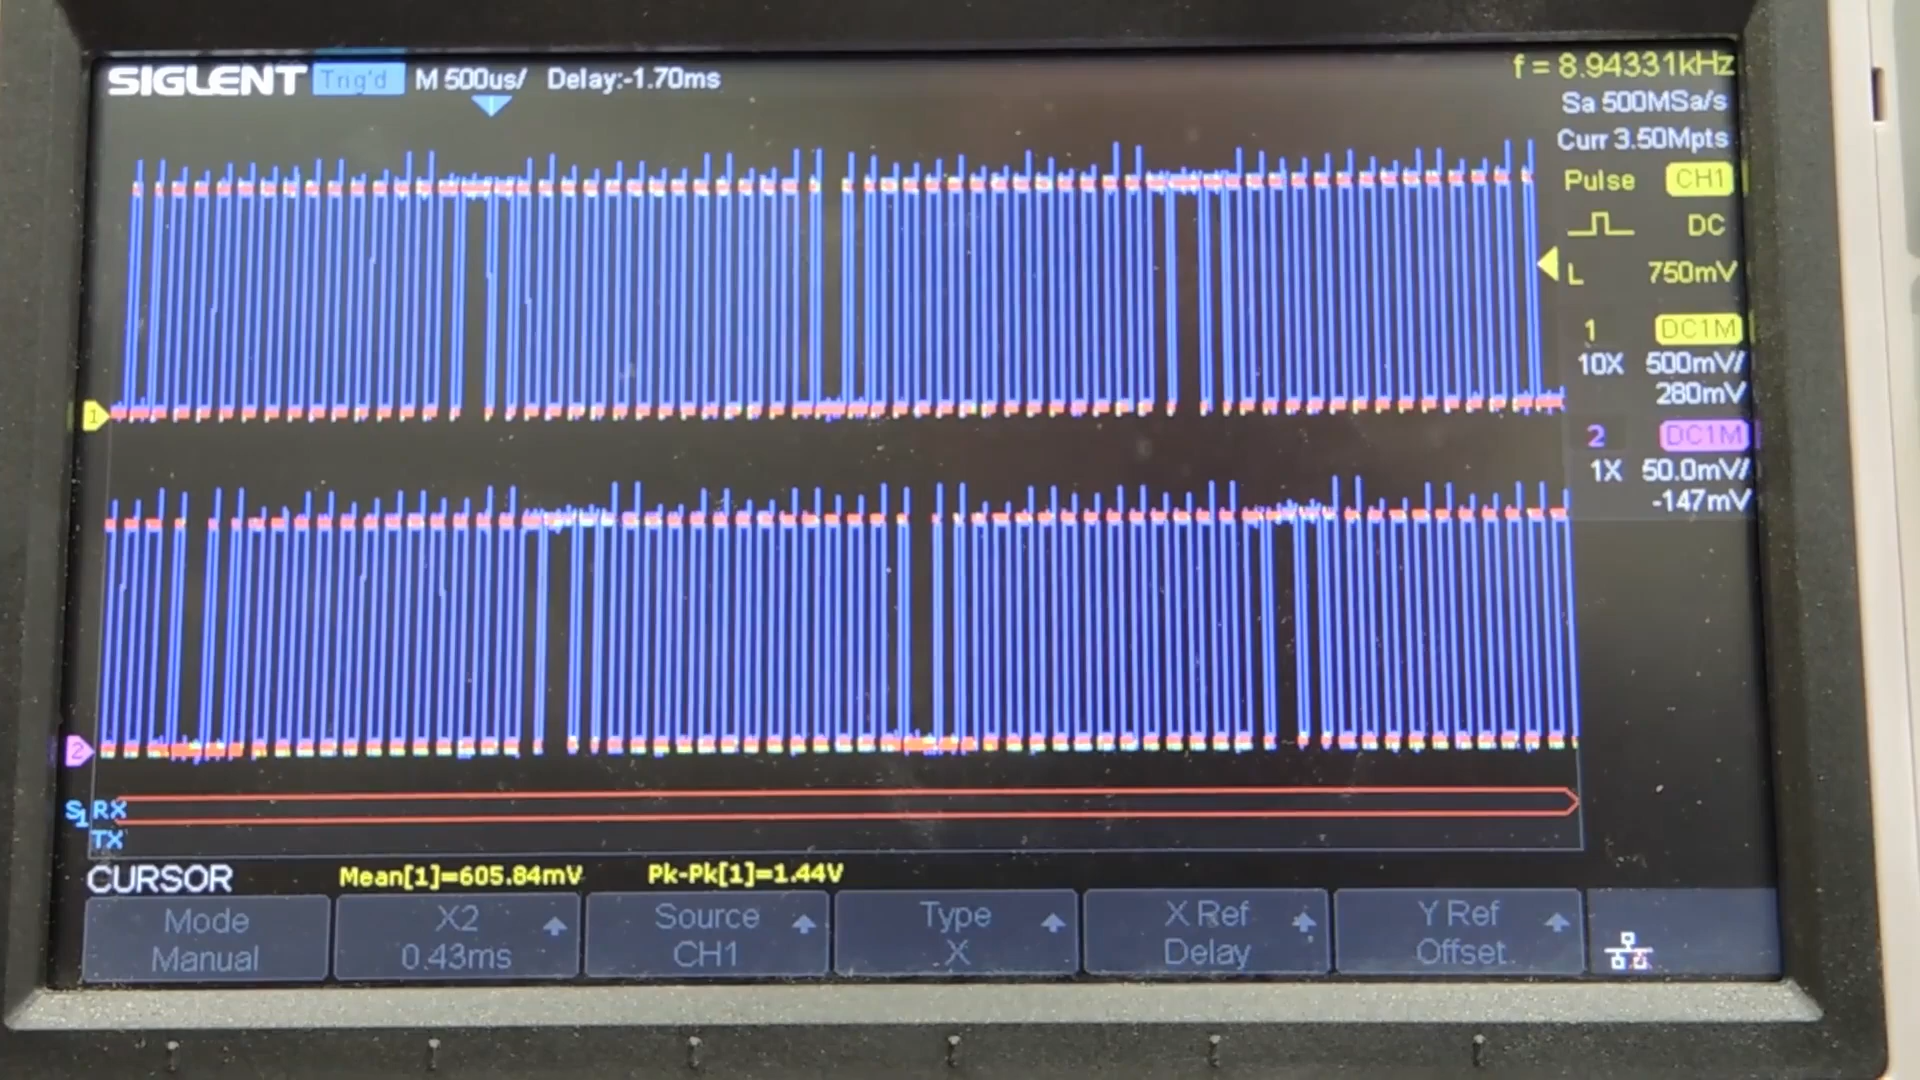 SIGLENT Trig'd M 500us/ Delay:-1.70ms
f = 8.94331kHz
Sa 500MSa/s
Curr 3.50Mpts
Pulse CH1
DC
L 750mV
1 DC1M
10X 500mV/
280mV
2 DC1M
1X 50.0mV/
-147mV
1
2
S1 RX
TX
CURSOR Mean[1]=605.84mV Pk-Pk[1]=1.44V
Mode X2 Source Type X Ref Y Ref
Manual 0.43ms CH1 X Delay Offset